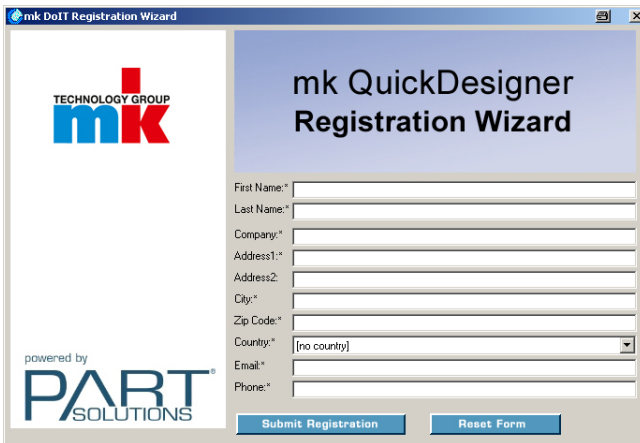 mk DoIT Registration Wizard
TECHNOLOGY GROUP
mk
mk QuickDesigner
Registration Wizard
First Name:*
Last Name:*
Company:*
Address1:*
Address2:
City:*
Zip Code:*
Country:* [no country]
Email:*
Phone:*
powered by
PART®
SOLUTIONS
Submit Registration Reset Form